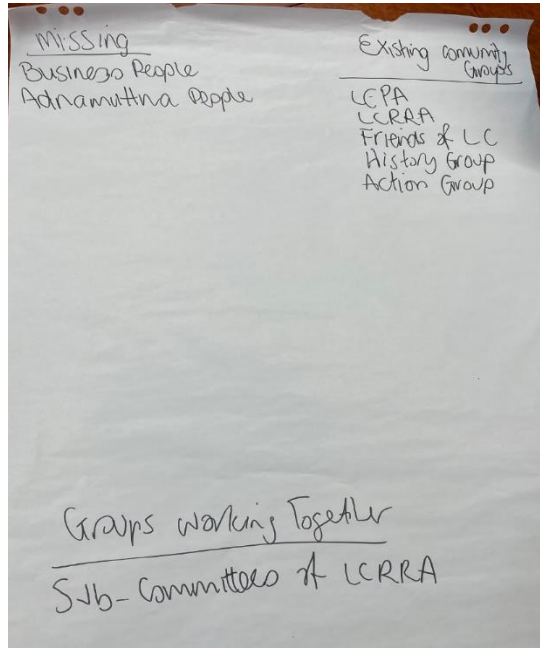 Missing
Business People
Adnamuttna People
Existing Comunity
Groups
LCPA
LCRRA
Friends of LC
History Group
Action Group
Groups working Together
Sub-Committees of LCRRA